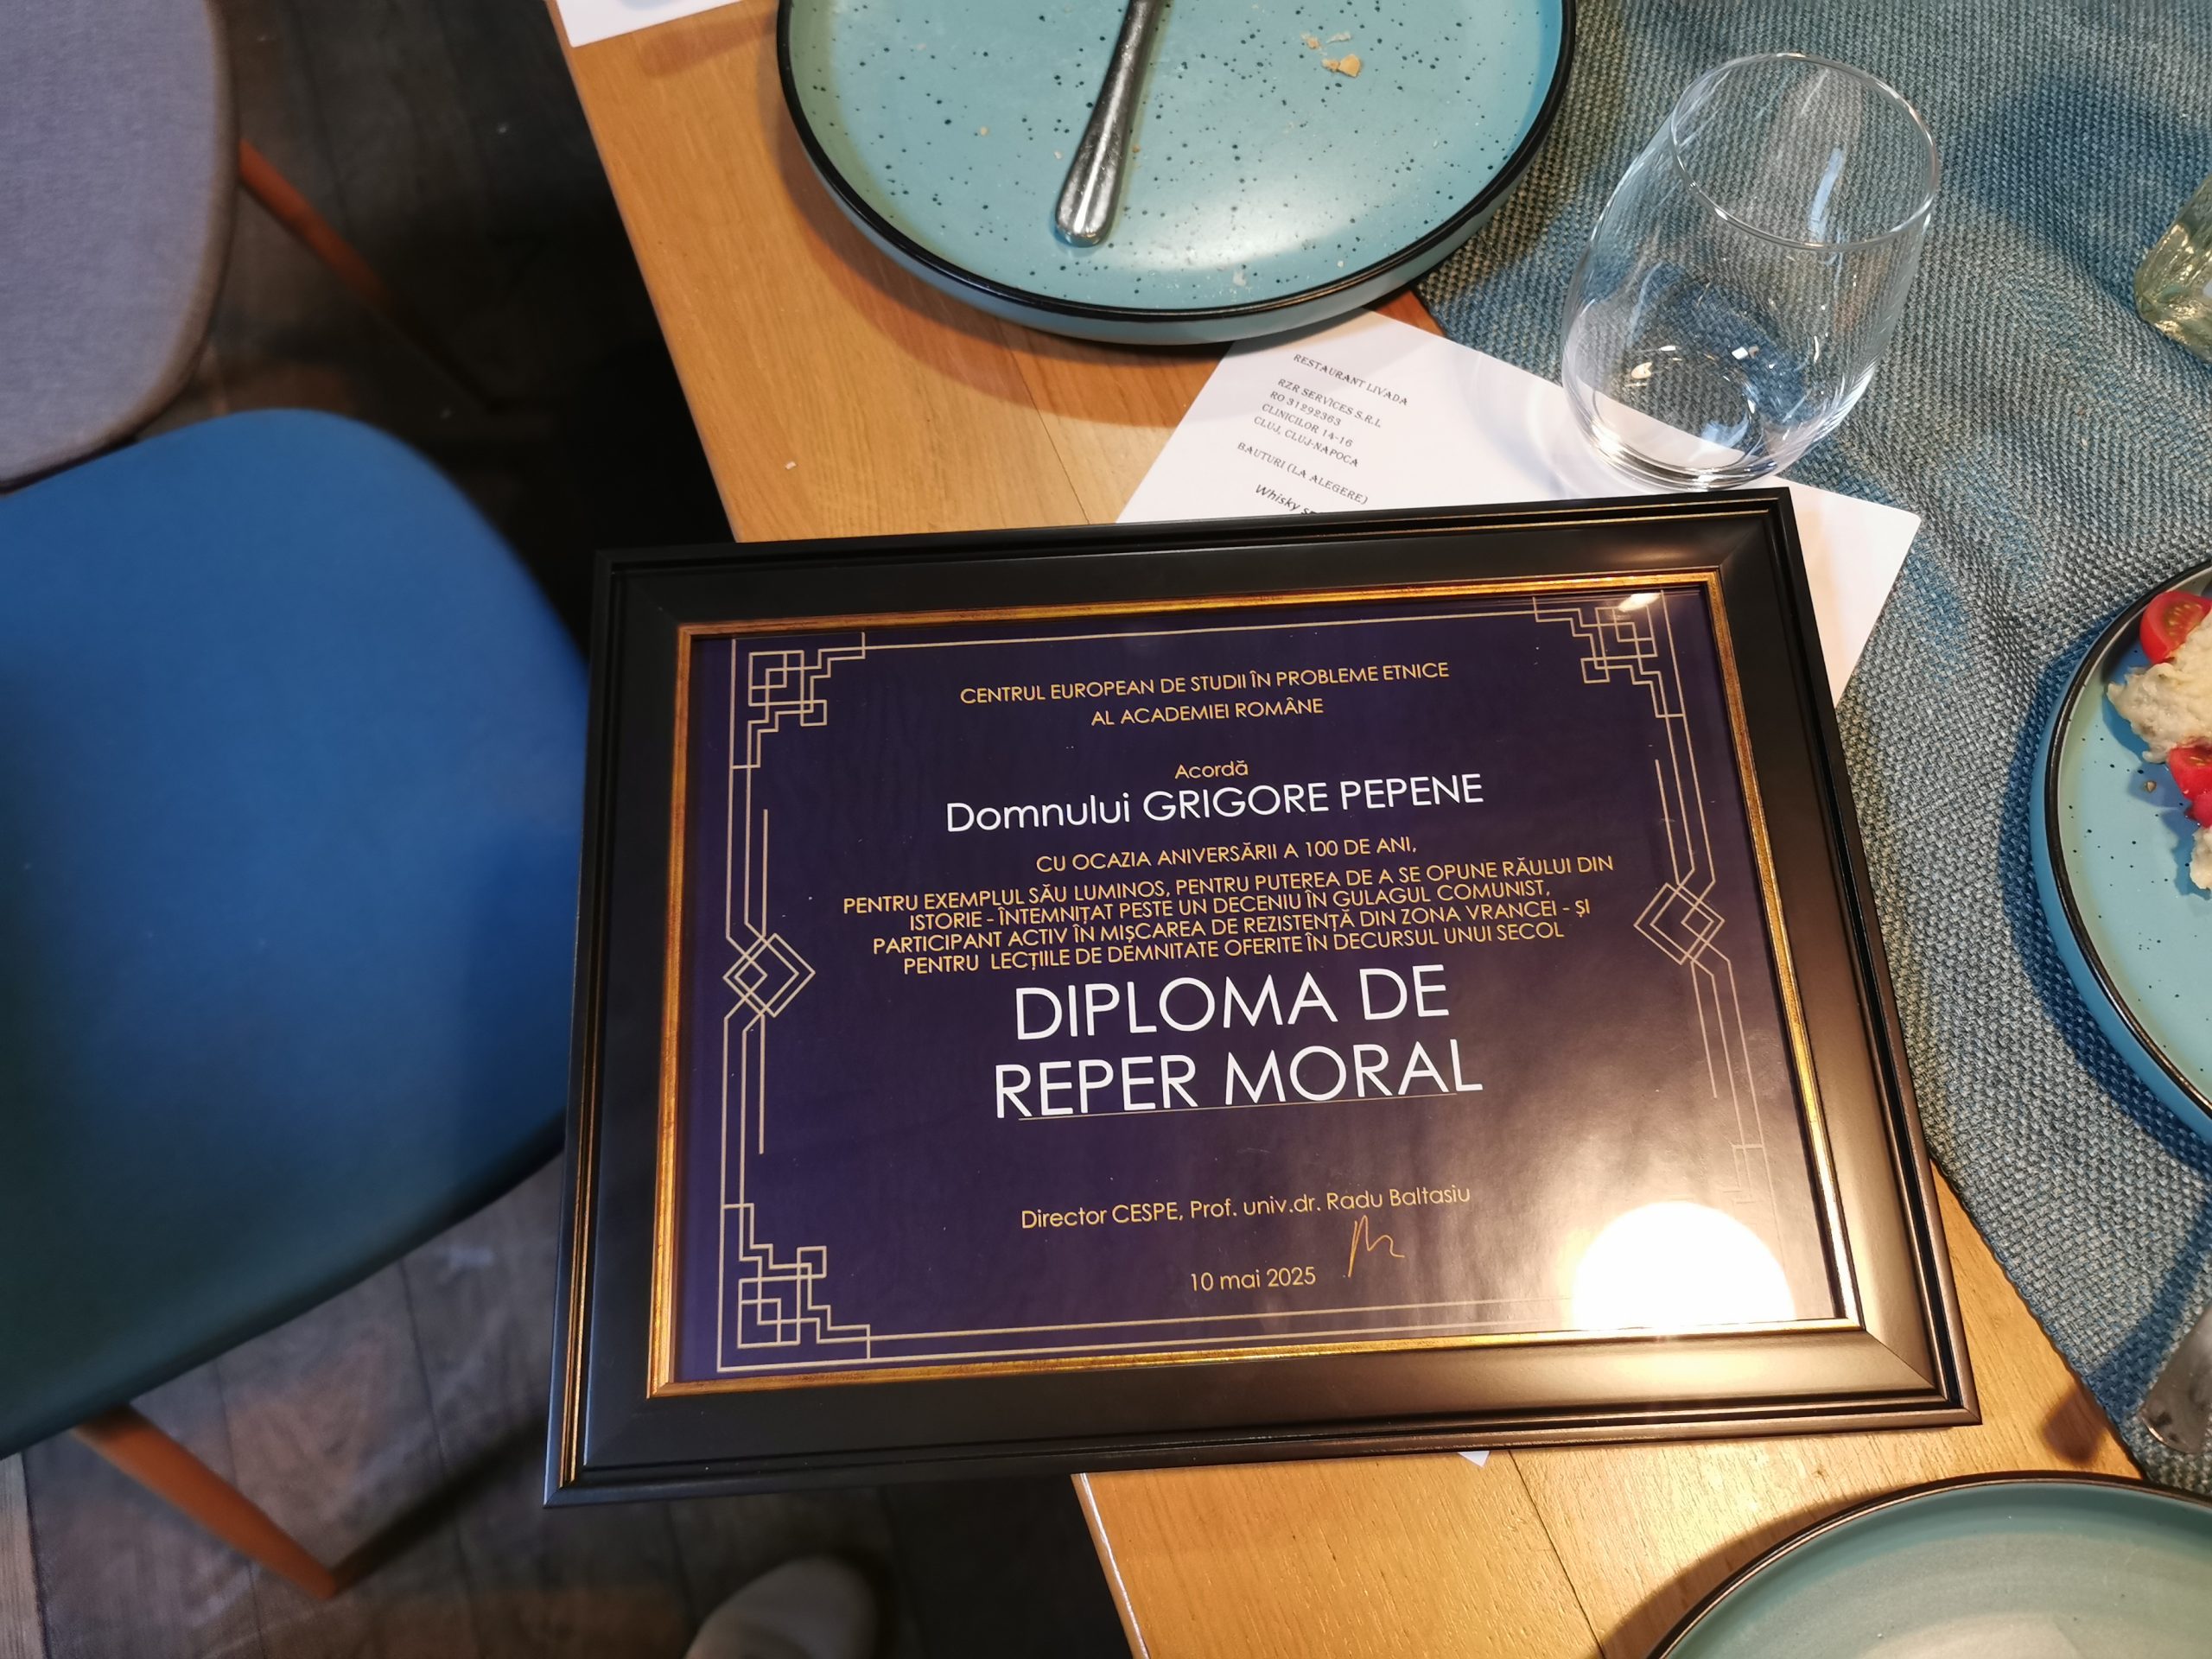 RESTAURANT LIVADA
RZR SERVICES S.R.L
RO 31292363
CLINICILOR 14-16
CLUJ, CLUJ-NAPOCA
BAUTURI (LA ALEGERE)
Whisky
CENTRUL EUROPEAN DE STUDII ÎN PROBLEME ETNICE
AL ACADEMIEI ROMÂNE
Acordă
Domnului GRIGORE PEPENE
CU OCAZIA ANIVERSĂRII A 100 DE ANI,
PENTRU EXEMPLUL SĂU LUMINOS, PENTRU PUTEREA DE A SE OPUNE RĂULUI DIN
ISTORIE - ÎNTEMNIȚAT PESTE UN DECENIU ÎN GULAGUL COMUNIST,
PARTICIPANT ACTIV ÎN MIȘCAREA DE REZISTENȚĂ DIN ZONA VRANCEI - ȘI
PENTRU LECȚIILE DE DEMNITATE OFERITE ÎN DECURSUL UNUI SECOL
DIPLOMA DE
REPER MORAL
Director CESPE, Prof. univ.dr. Radu Baltasiu
10 mai 2025